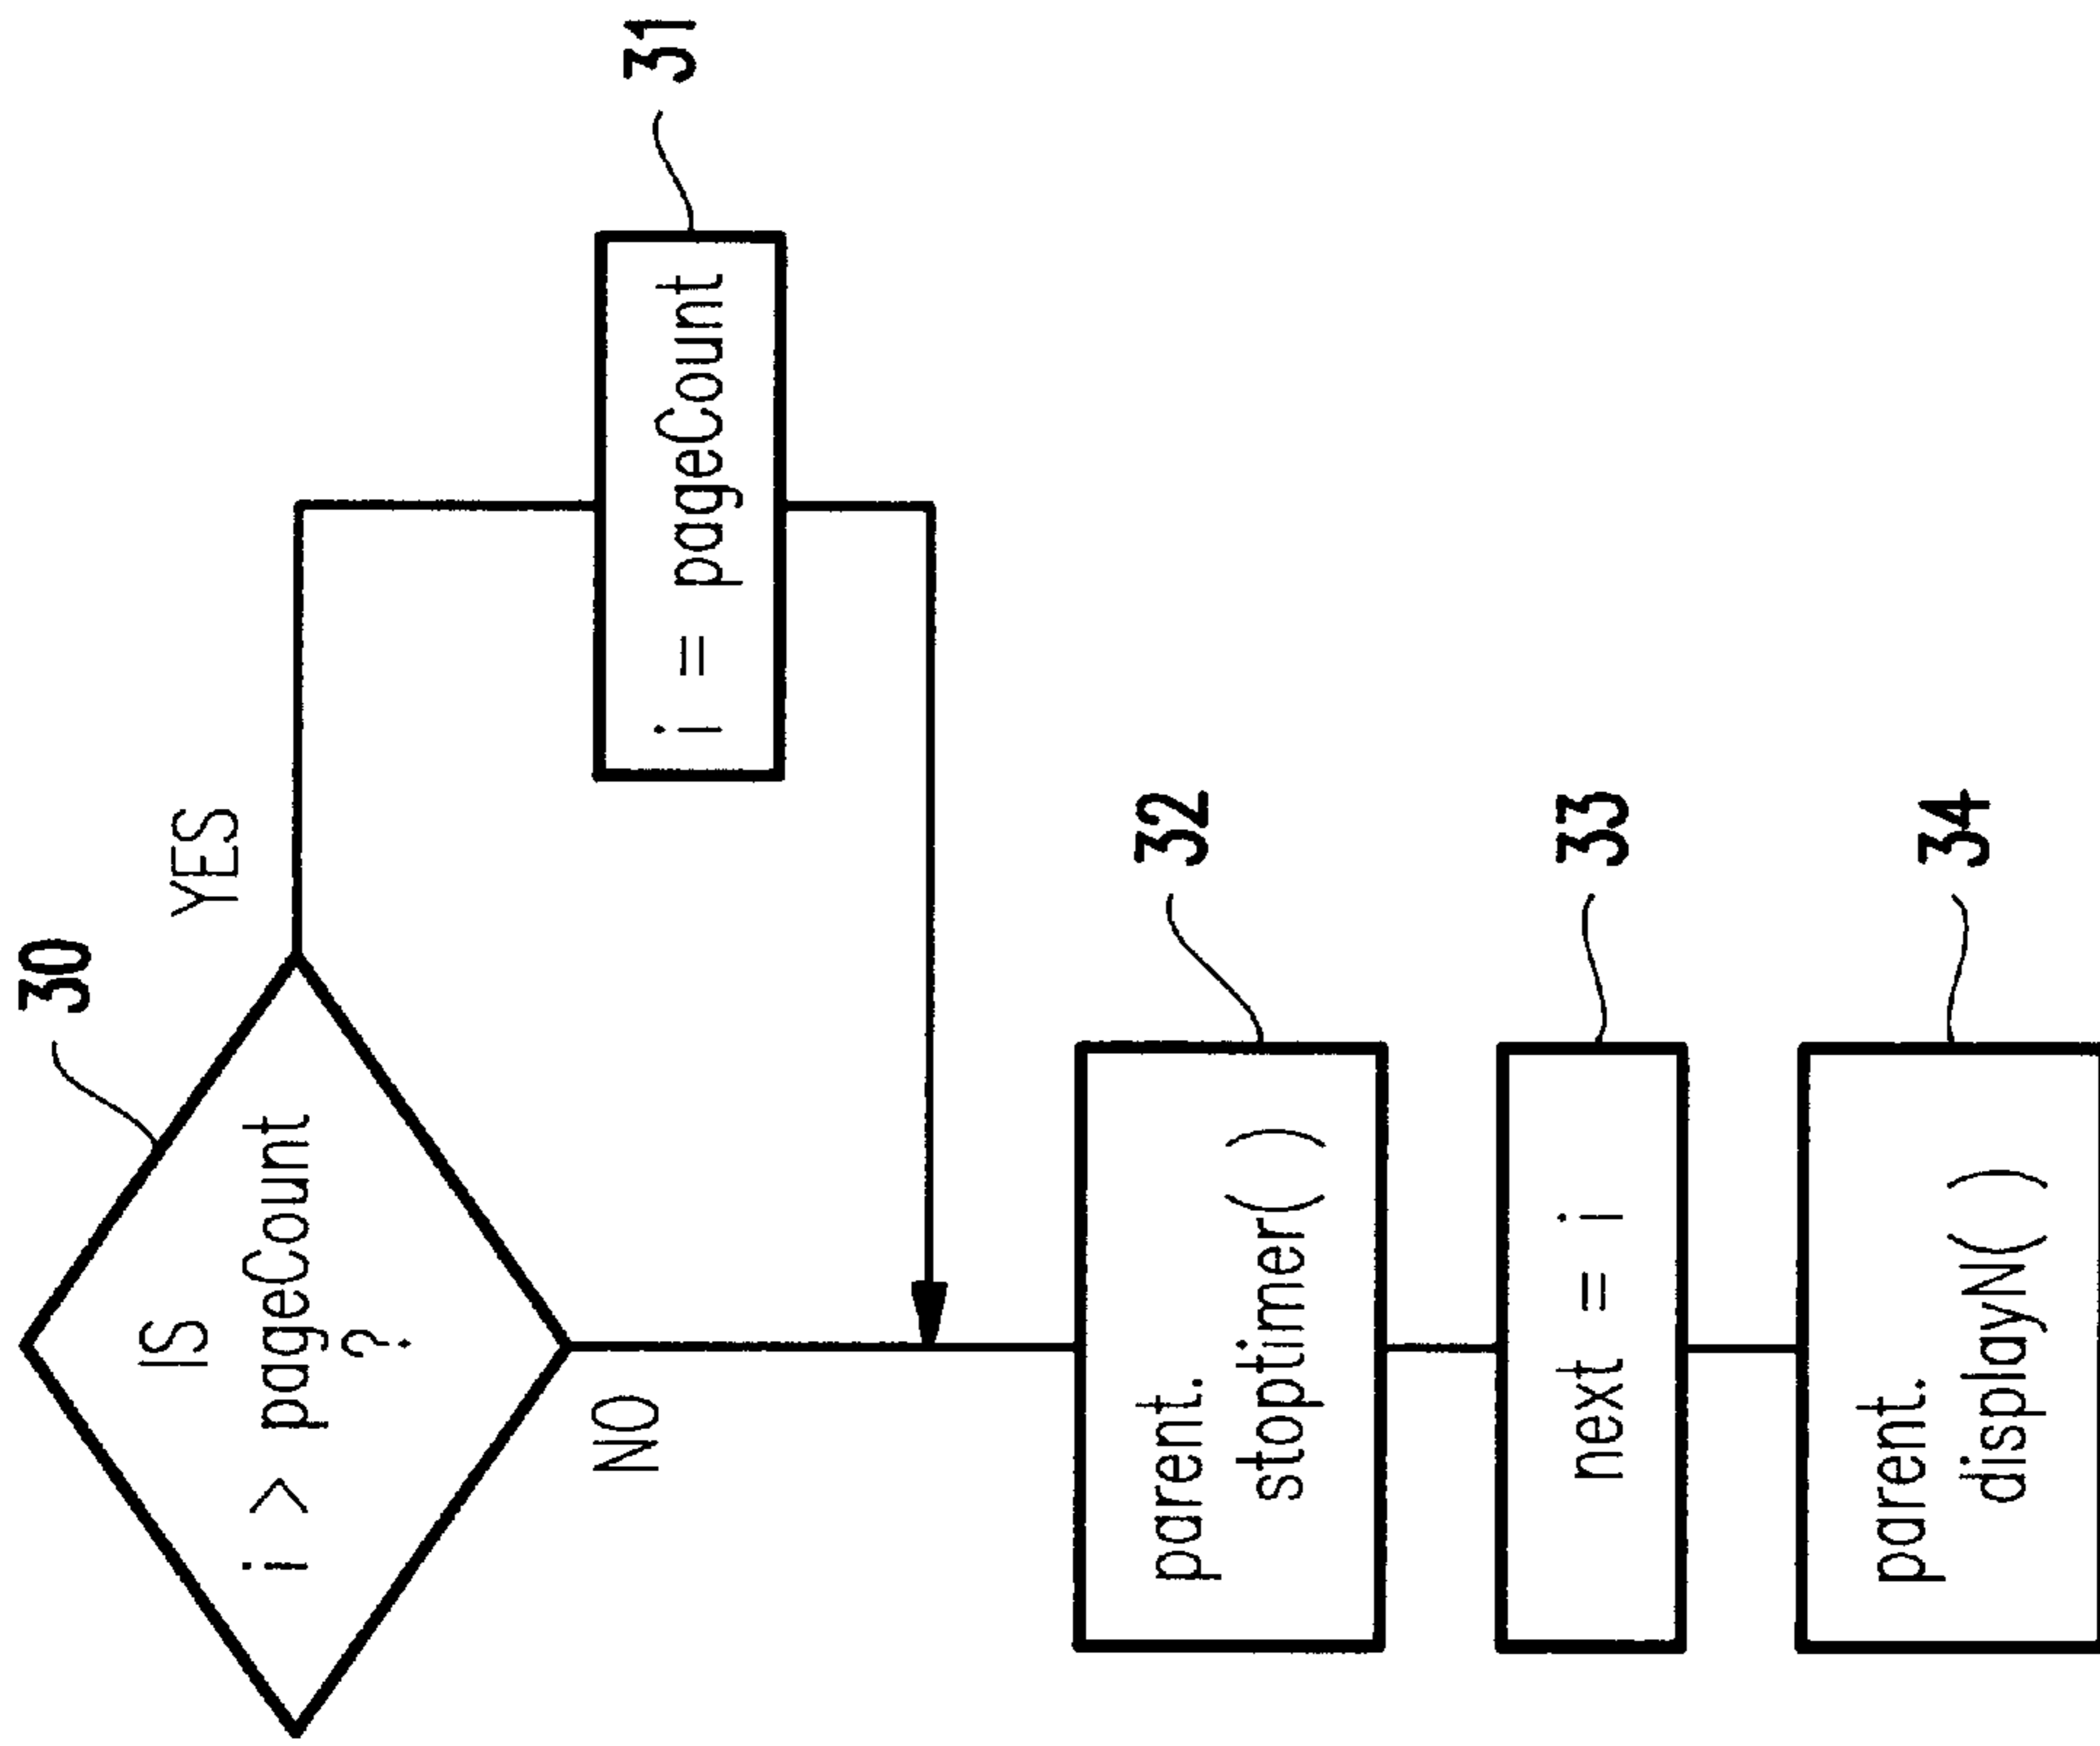 30
IS
i > pageCount
?
YES
NO
31
i = pageCount
32
parent.
stoptimer( )
33
next = i
34
parent.
displayN( )